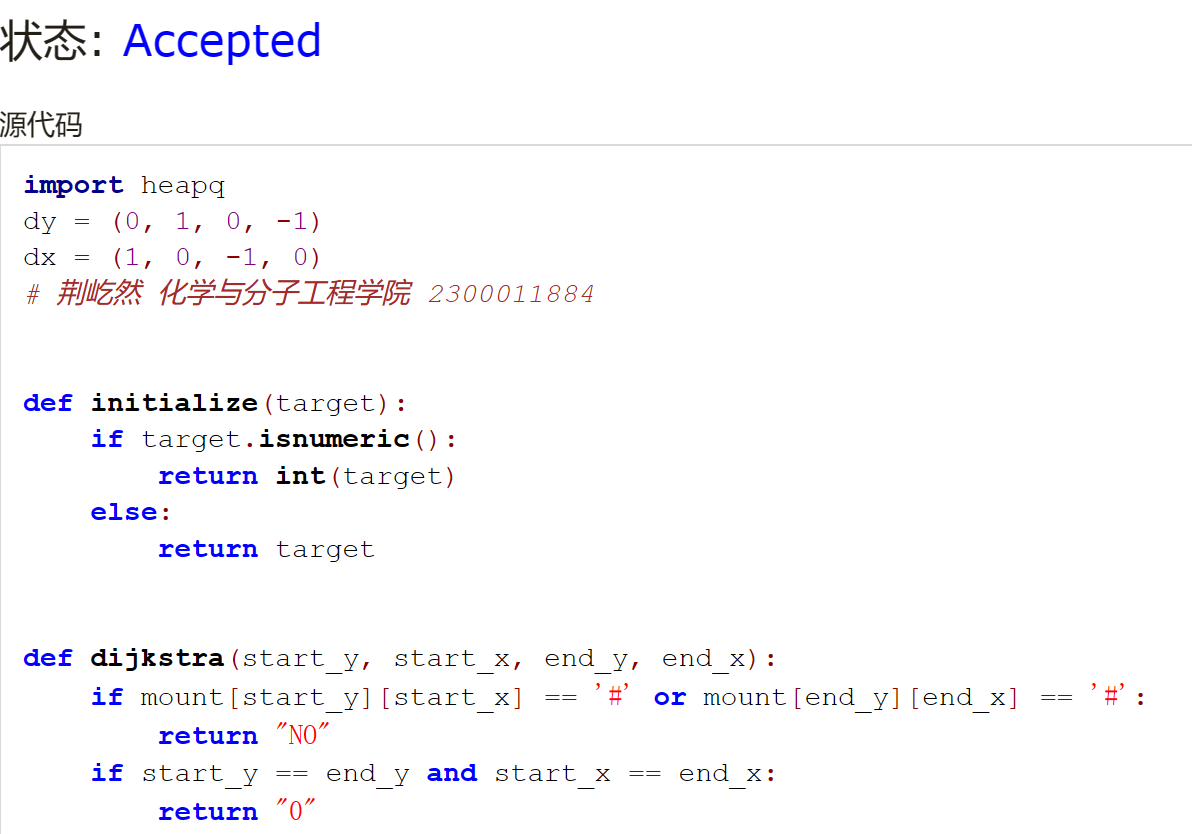 状态: Accepted
源代码
import heapq
dy = (0, 1, 0, -1)
dx = (1, 0, -1, 0)
# 荆屹然 化学与分子工程学院 2300011884
def initialize(target):
    if target.isnumeric():
        return int(target)
    else:
        return target
def dijkstra(start_y, start_x, end_y, end_x):
    if mount[start_y][start_x] == '#' or mount[end_y][end_x] == '#':
        return "NO"
    if start_y == end_y and start_x == end_x:
        return "0"